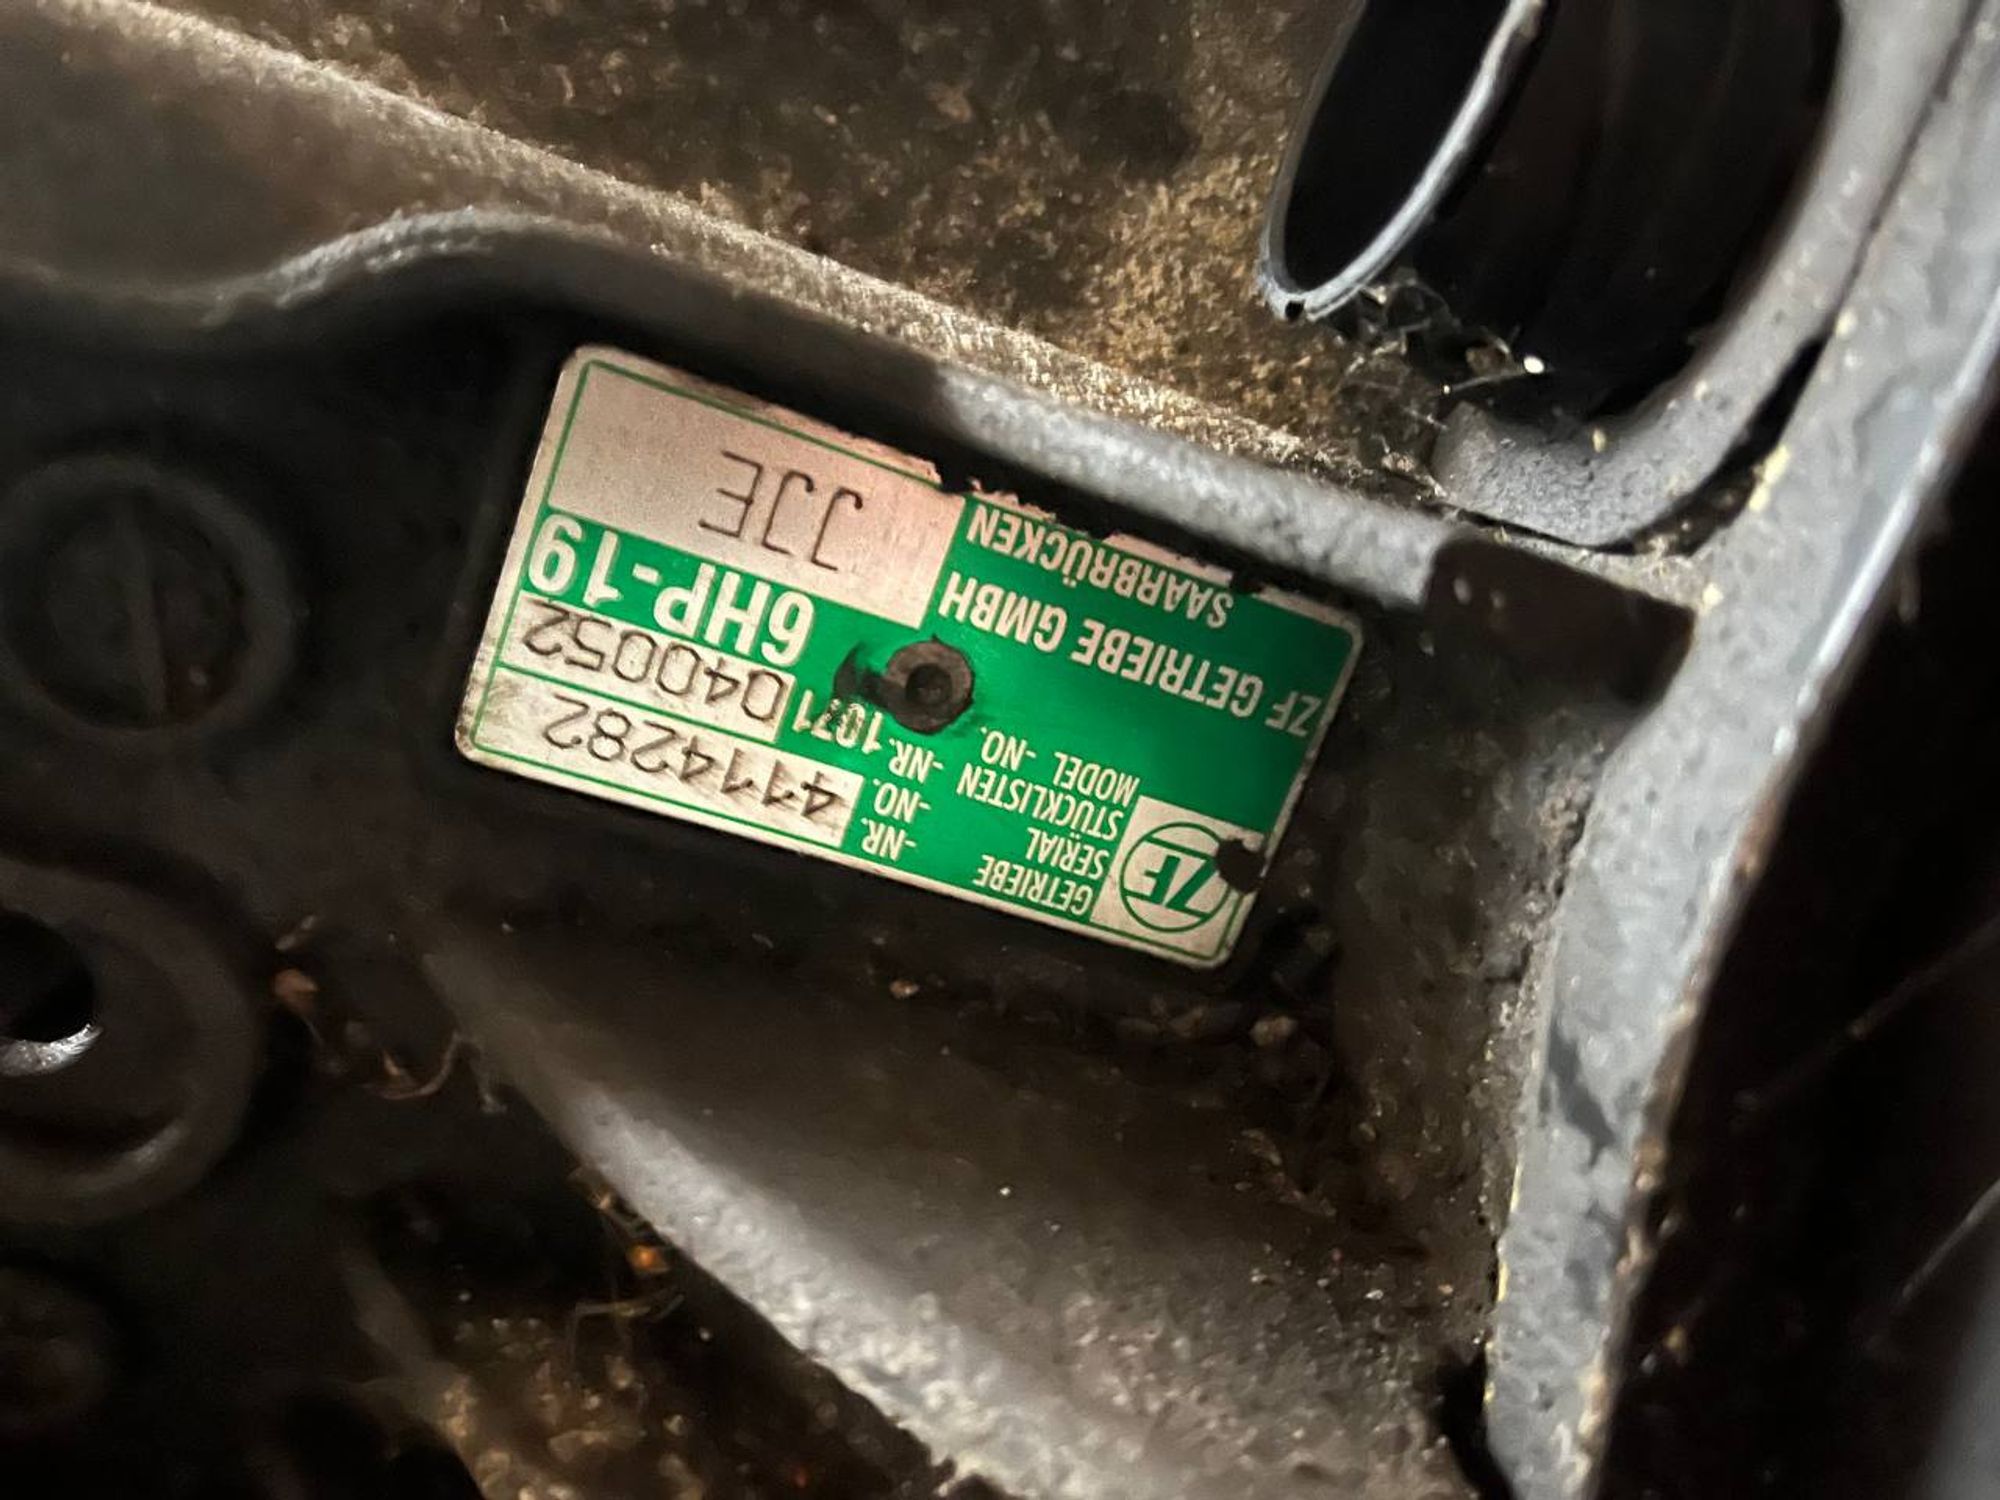 ZF
GETRIEBE -NR.
SERIAL -NO. 4114282
STÜCKLISTEN -NR.
MODEL -NO. 1071 040052
ZF GETRIEBE GMBH 6HP-19
SAARBRÜCKEN JJE